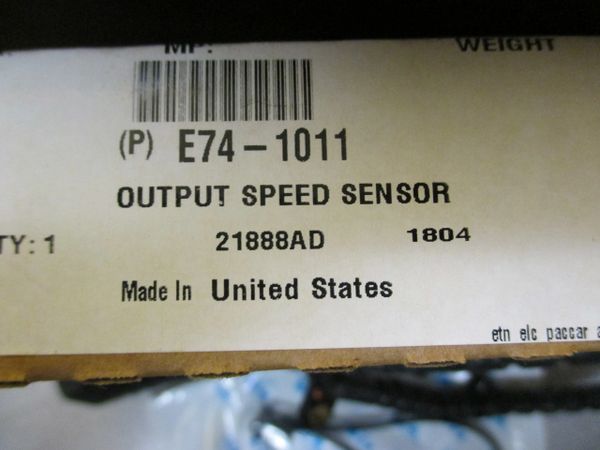 MP: WEIGHT
(P) E74-1011
OUTPUT SPEED SENSOR
TY: 1 21888AD 1804
Made In United States
etn elc paccar a